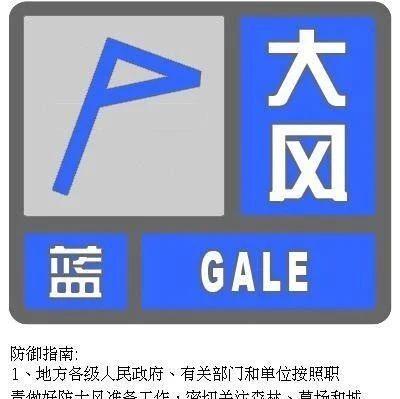 大风
蓝
GALE
防御指南:
1、地方各级人民政府、有关部门和单位按照职
责做好防大风准备工作，密切关注森林、草场和城